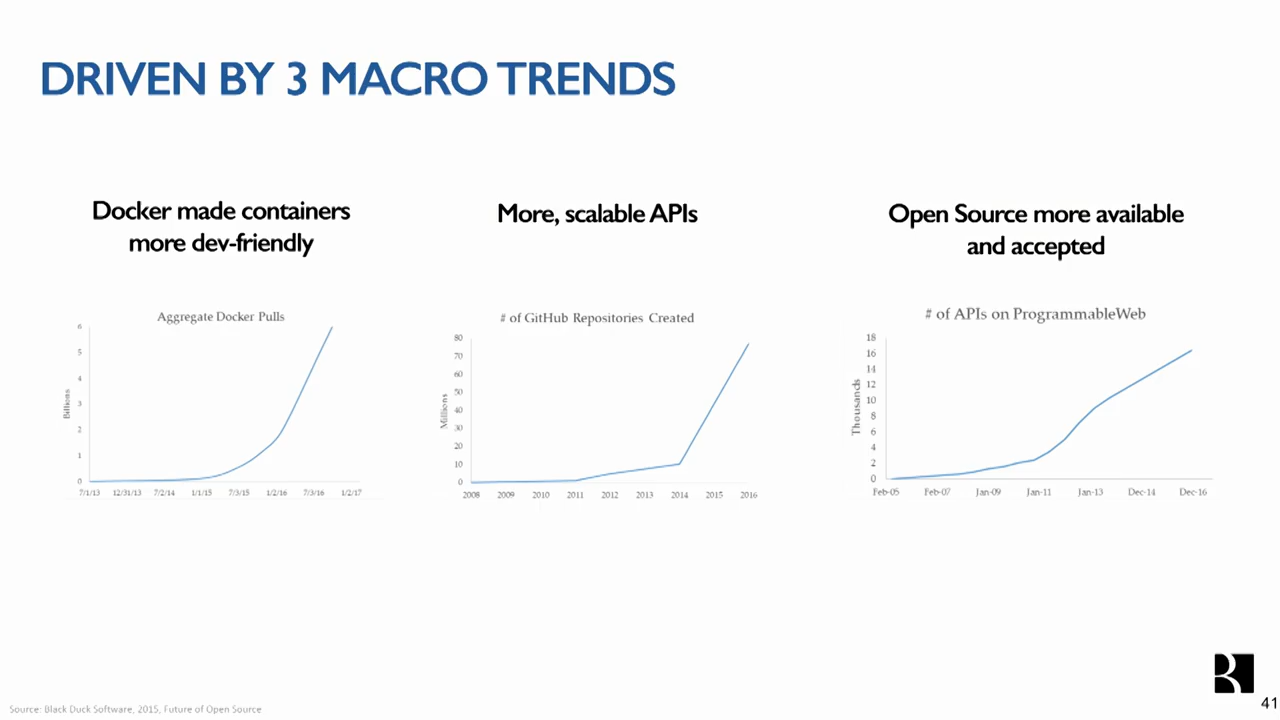 DRIVEN BY 3 MACRO TRENDS
Docker made containers
more dev-friendly
Aggregate Docker Pulls
Billions
6
5
4
3
2
1
0
7/1/13 12/31/13 7/2/14 1/1/15 7/3/15 1/2/16 7/3/16 1/2/17
More, scalable APIs
# of GitHub Repositories Created
Millions
80
70
60
50
40
30
20
10
0
2008 2009 2010 2011 2012 2013 2014 2015 2016
Open Source more available
and accepted
# of APIs on ProgrammableWeb
Thousands
18
16
14
12
10
8
6
4
2
0
Feb-05 Feb-07 Jan-09 Jan-11 Jan-13 Dec-14 Dec-16
Source: Black Duck Software, 2015, Future of Open Source
41